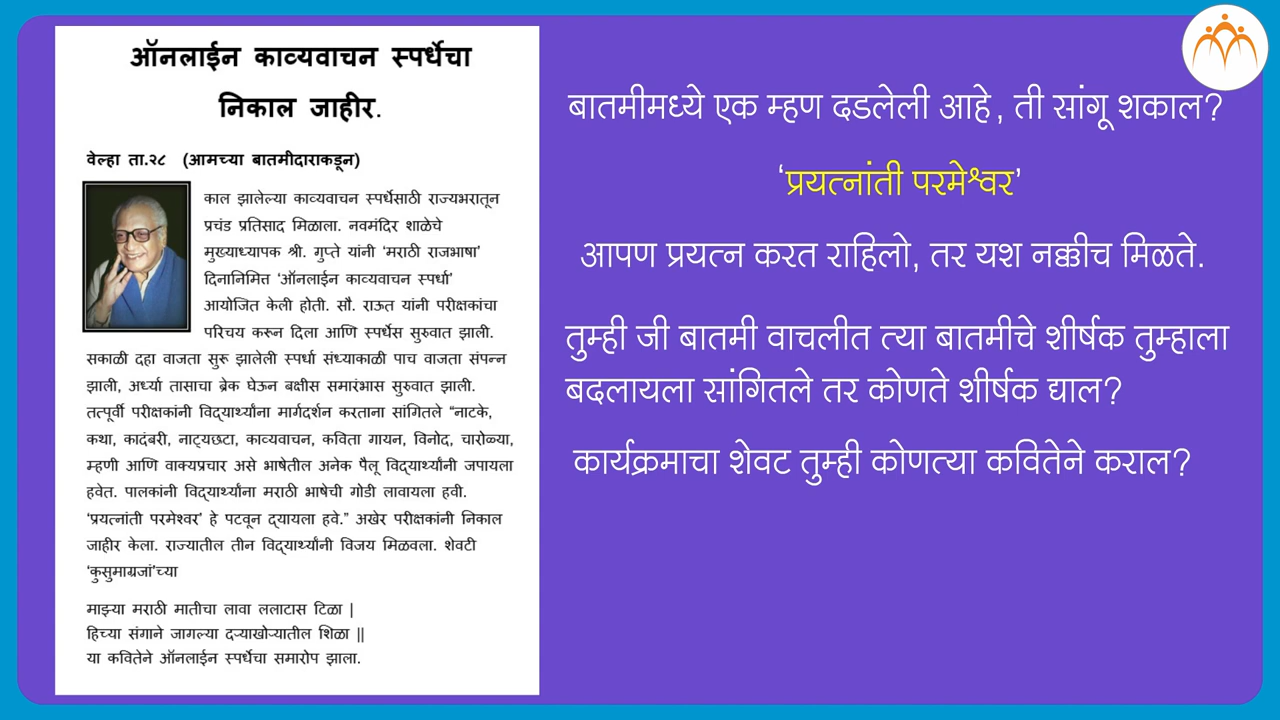 ऑनलाईन काव्यवाचन स्पर्धेचा
निकाल जाहीर.
वेल्हा ता.२८ (आमच्या बातमीदाराकडून)
काल झालेल्या काव्यवाचन स्पर्धेसाठी राज्यभरातून
प्रचंड प्रतिसाद मिळाला. नवमंदिर शाळेचे
मुख्याध्यापक श्री. गुप्ते यांनी ‘मराठी राजभाषा’
दिनानिमित्त ‘ऑनलाईन काव्यवाचन स्पर्धा’
आयोजित केली होती. सौ. राऊत यांनी परीक्षकांचा
परिचय करून दिला आणि स्पर्धेस सुरुवात झाली.
सकाळी दहा वाजता सुरू झालेली स्पर्धा संध्याकाळी पाच वाजता संपन्न
झाली, अर्ध्या तासाचा ब्रेक घेऊन बक्षीस समारंभास सुरुवात झाली.
तत्पूर्वी परीक्षकांनी विद्यार्थ्यांना मार्गदर्शन करताना सांगितले “नाटके,
कथा, कादंबरी, नाट्यछटा, काव्यवाचन, कविता गायन, विनोद, चारोळ्या,
म्हणी आणि वाक्यप्रचार असे भाषेतील अनेक पैलू विद्यार्थ्यांनी जपायला
हवेत. पालकांनी विद्यार्थ्यांना मराठी भाषेची गोडी लावायला हवी.
‘प्रयत्नांती परमेश्वर’ हे पटवून द्यायला हवे.” अखेर परीक्षकांनी निकाल
जाहीर केला. राज्यातील तीन विद्यार्थ्यांनी विजय मिळवला. शेवटी
‘कुसुमाग्रजां’च्या
माझ्या मराठी मातीचा लावा ललाटास टिळा |
हिच्या संगाने जागल्या दऱ्याखोऱ्यातील शिळा ||
या कवितेने ऑनलाईन स्पर्धेचा समारोप झाला.
बातमीमध्ये एक म्हण दडलेली आहे, ती सांगू शकाल?
‘प्रयत्नांती परमेश्वर’
आपण प्रयत्न करत राहिलो, तर यश नक्कीच मिळते.
तुम्ही जी बातमी वाचलीत त्या बातमीचे शीर्षक तुम्हाला
बदलायला सांगितले तर कोणते शीर्षक द्याल?
कार्यक्रमाचा शेवट तुम्ही कोणत्या कवितेने कराल?